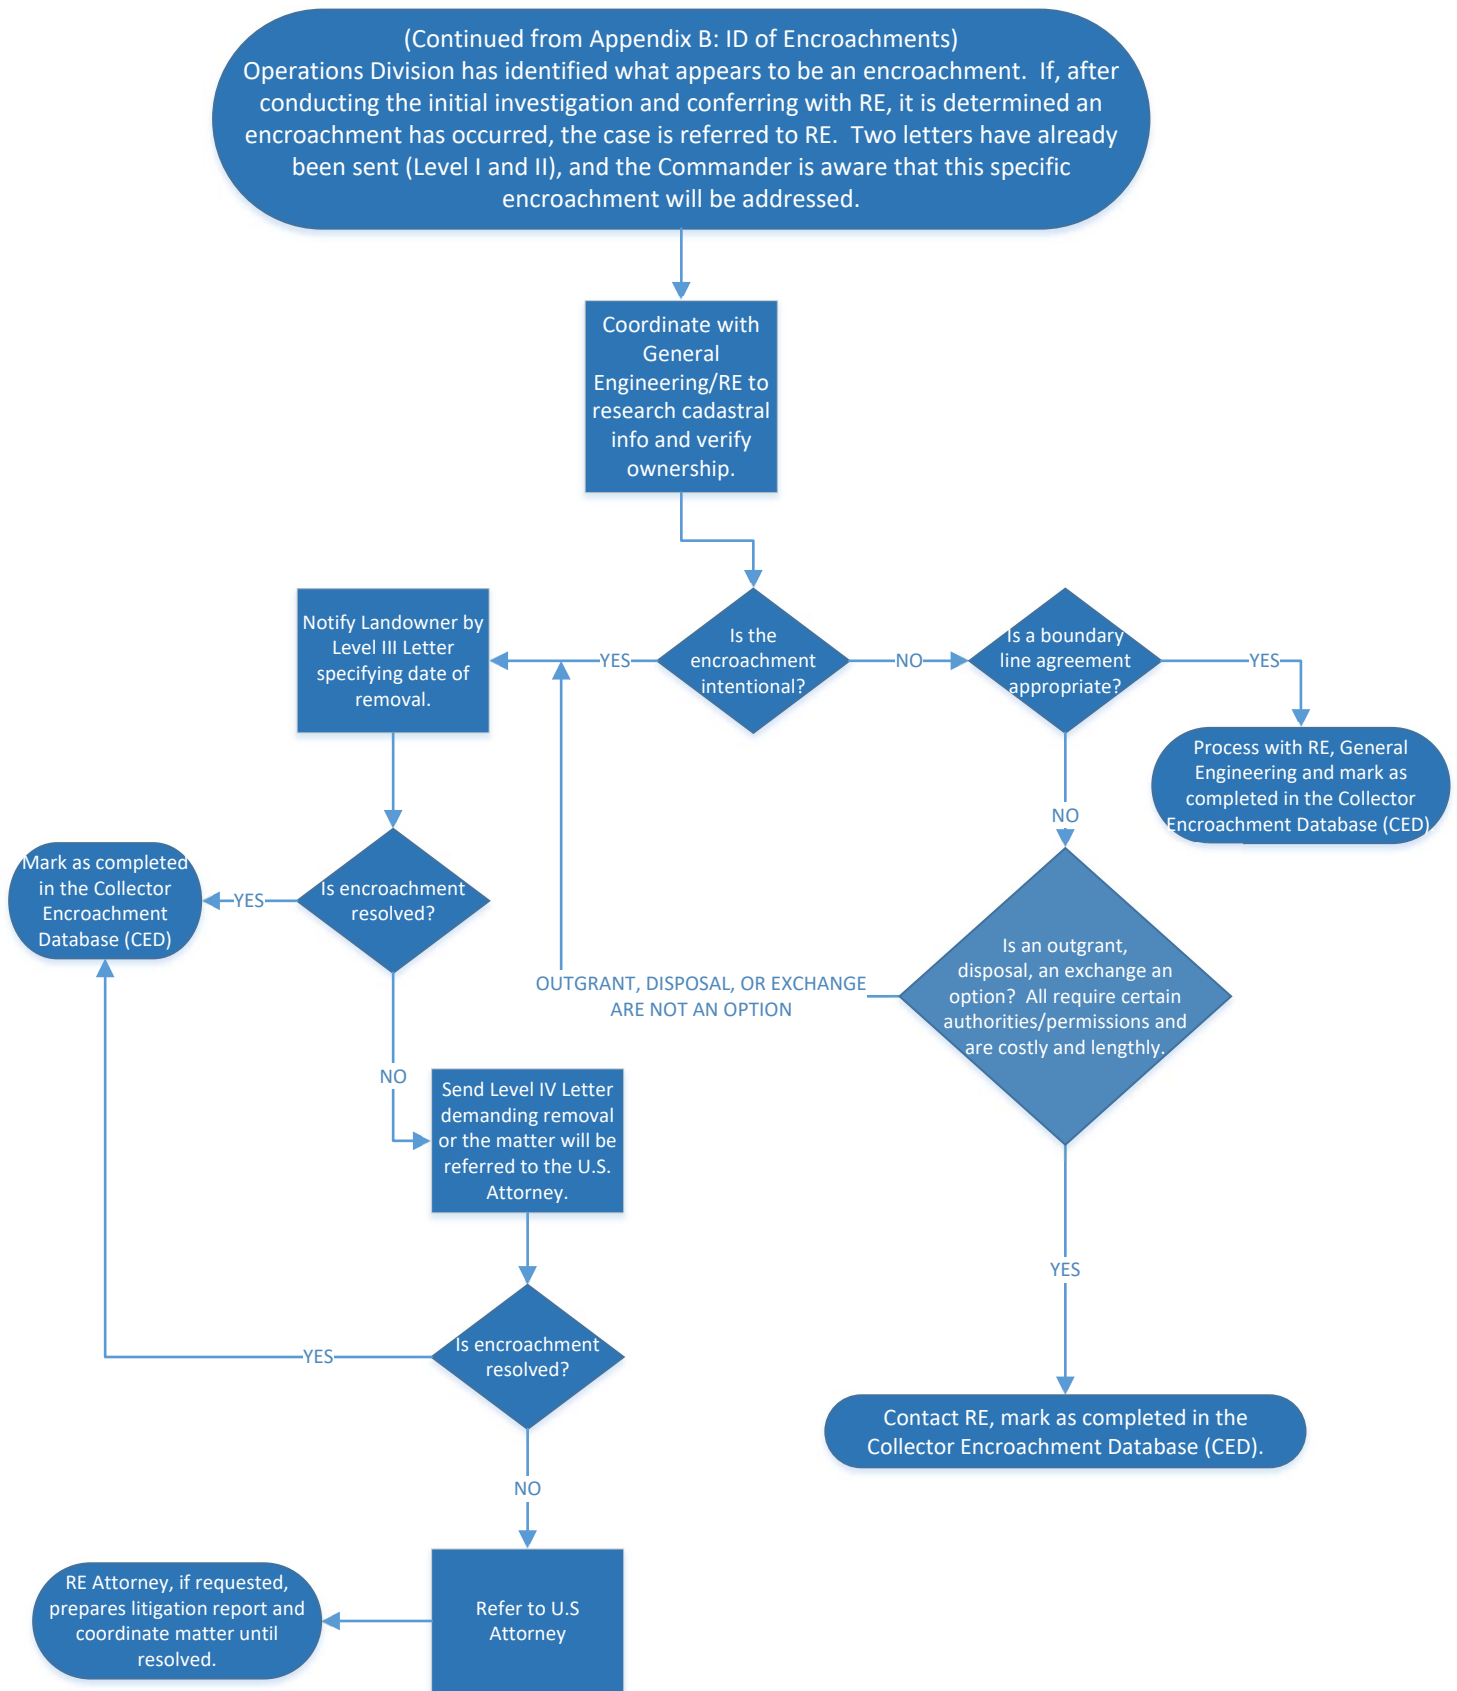 (Continued from Appendix B: ID of Encroachments)
Operations Division has identified what appears to be an encroachment.  If, after
conducting the initial investigation and conferring with RE, it is determined an
encroachment has occurred, the case is referred to RE.  Two letters have already
been sent (Level I and II), and the Commander is aware that this specific
encroachment will be addressed.
Coordinate with
General
Engineering/RE to
research cadastral
info and verify
ownership.
Is the
encroachment
intentional?
YES
NO
Is a boundary
line agreement
appropriate?
YES
Process with RE, General
Engineering and mark as
completed in the Collector
Encroachment Database (CED)
NO
Is an outgrant,
disposal, an exchange an
option?  All require certain
authorities/permissions and
are costly and lengthly.
OUTGRANT, DISPOSAL, OR EXCHANGE
ARE NOT AN OPTION
YES
Contact RE, mark as completed in the
Collector Encroachment Database (CED).
Notify Landowner by
Level III Letter
specifying date of
removal.
Is encroachment
resolved?
YES
Mark as completed
in the Collector
Encroachment
Database (CED)
NO
Send Level IV Letter
demanding removal
or the matter will be
referred to the U.S.
Attorney.
Is encroachment
resolved?
YES
NO
Refer to U.S
Attorney
RE Attorney, if requested,
prepares litigation report and
coordinate matter until
resolved.